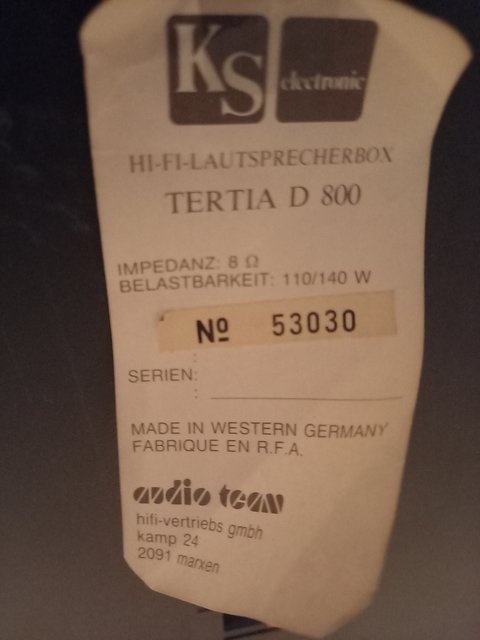 KS electronic
HI-FI-LAUTSPRECHERBOX
TERTIA D 800
IMPEDANZ: 8 Ω
BELASTBARKEIT: 110/140 W
Nº 53030
SERIEN:
MADE IN WESTERN GERMANY
FABRIQUE EN R.F.A.
audio team
hifi-vertriebs gmbh
kamp 24
2091 marxen